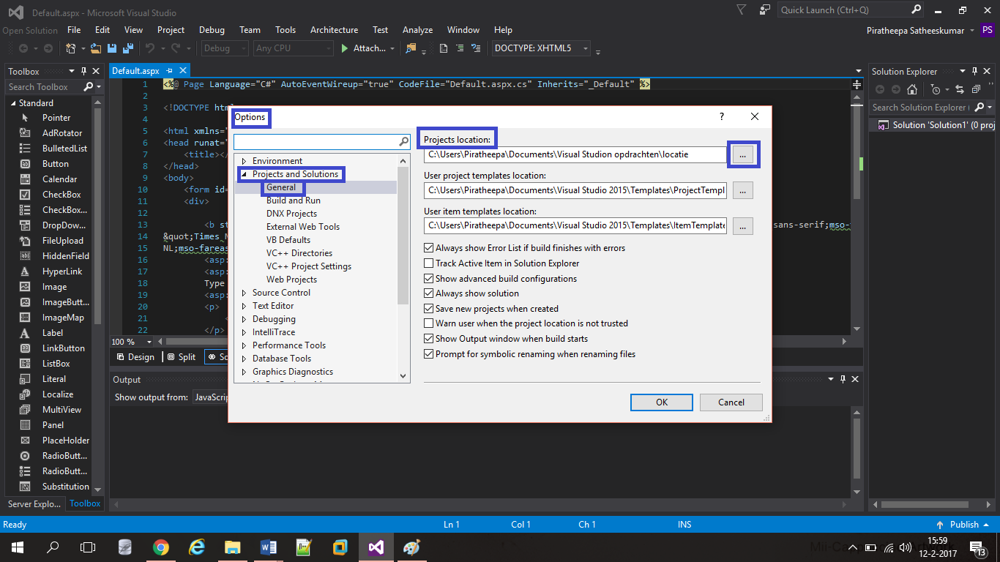 Default.aspx - Microsoft Visual Studio
Quick Launch (Ctrl+Q)
Open Solution File Edit View Project Debug Team Tools Architecture Test Analyze Window Help
Piratheepa Satheeskumar PS
Debug Any CPU Attach... DOCTYPE: XHTML5
Toolbox
Search Toolbox
Standard
Pointer
AdRotator
BulletedList
Button
Calendar
CheckBox
CheckBox...
DropDow...
FileUpload
HiddenField
HyperLink
Image
ImageButt...
ImageMap
Label
LinkButton
ListBox
Literal
Localize
MultiView
Panel
PlaceHolder
RadioButt...
RadioButt...
Substitution
Server Explo... Toolbox
Default.aspx
1 <%@ Page Language="C#" AutoEventWireup="true" CodeFile="Default.aspx.cs" Inherits="_Default" %>
2
3 <!DOCTYPE html
4
5 <html xmlns="
6 <head runat="
7 <title></
8 </head>
9 <body>
10 <form id=
11 <div>
12
13 <b st sans-serif;mso-
14 &quot;Times N
15 NL;mso-fareas
16 <asp:
17 <asp:
18 Type
19 <asp:
20 <p>
21 <
22 </p>
100 %
Design Split So
Output
Show output from: JavaScrip
Options
Environment
Projects and Solutions
General
Build and Run
DNX Projects
External Web Tools
VB Defaults
VC++ Directories
VC++ Project Settings
Web Projects
Source Control
Text Editor
Debugging
IntelliTrace
Performance Tools
Database Tools
Graphics Diagnostics
Projects location:
C:\Users\Piratheepa\Documents\Visual Studion opdrachten\locatie ...
User project templates location:
C:\Users\Piratheepa\Documents\Visual Studio 2015\Templates\ProjectTempl ...
User item templates location:
C:\Users\Piratheepa\Documents\Visual Studio 2015\Templates\ItemTemplate ...
Always show Error List if build finishes with errors
Track Active Item in Solution Explorer
Show advanced build configurations
Always show solution
Save new projects when created
Warn user when the project location is not trusted
Show Output window when build starts
Prompt for symbolic renaming when renaming files
OK Cancel
Solution Explorer
Search Solution Explorer (
Solution 'Solution1' (0 proj
Ready Ln 1 Col 1 Ch 1 INS Publish
15:59
12-2-2017
13